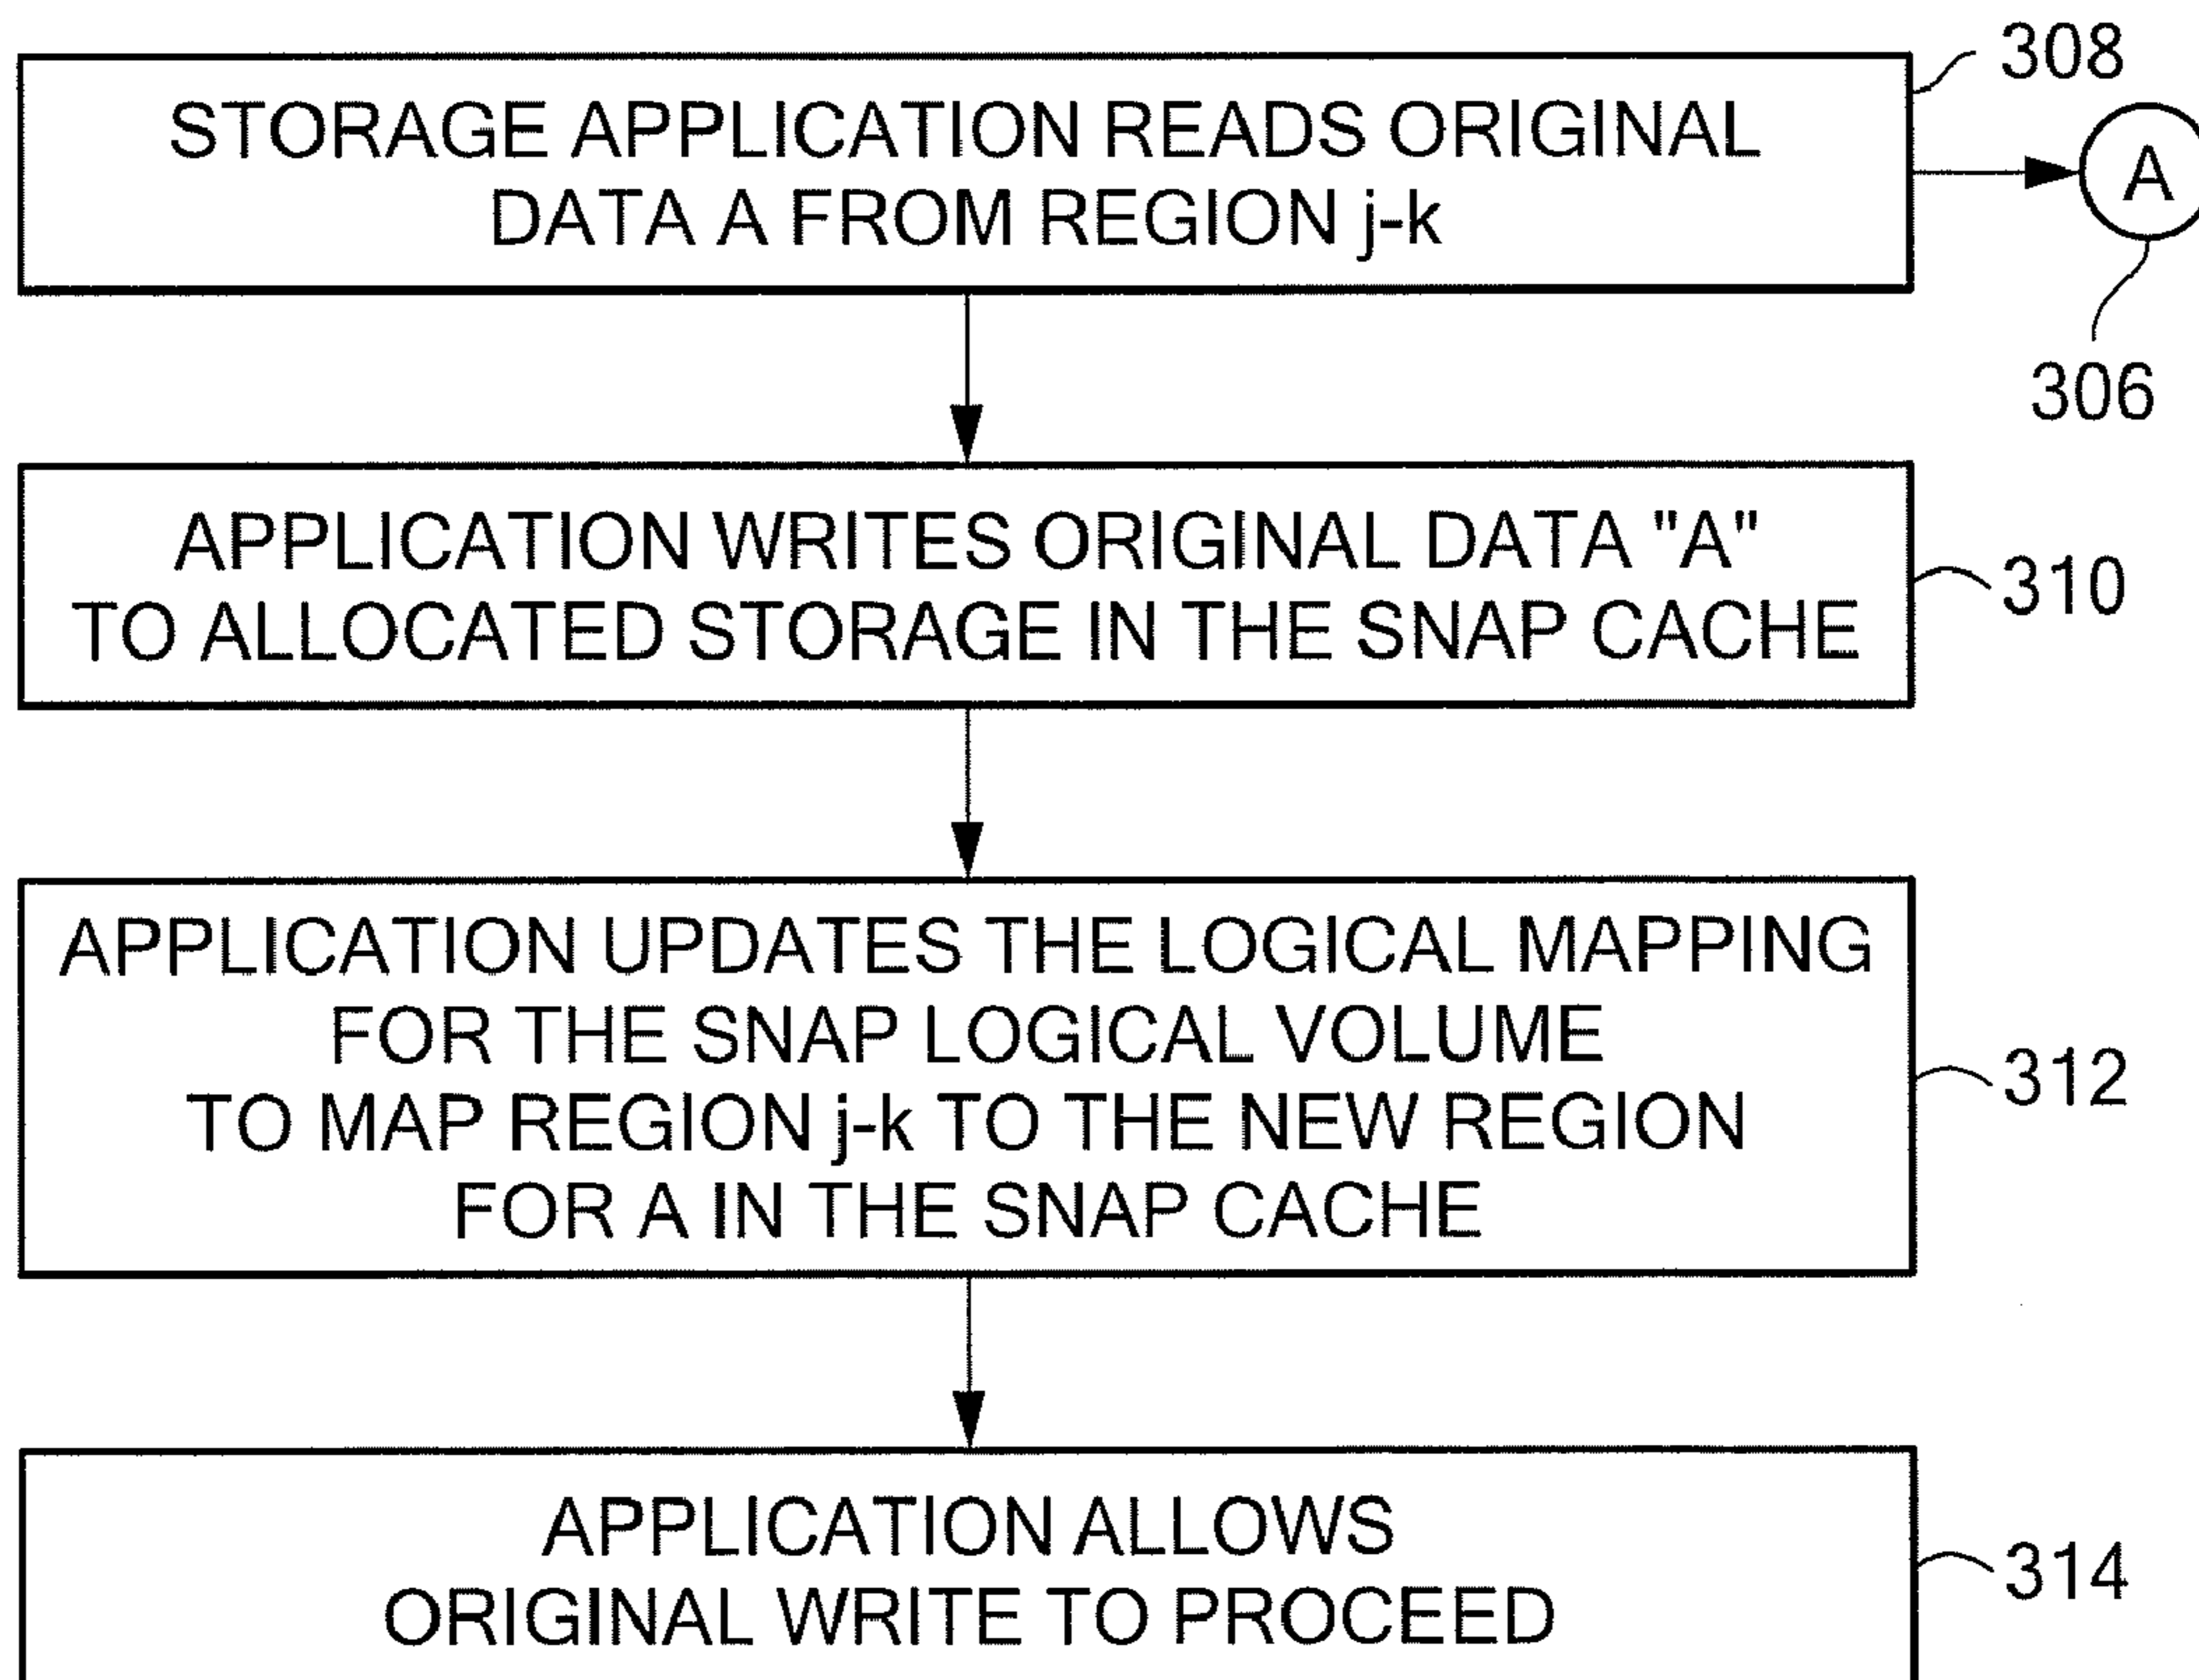 308
STORAGE APPLICATION READS ORIGINAL
DATA A FROM REGION j-k
A
306
APPLICATION WRITES ORIGINAL DATA "A"
TO ALLOCATED STORAGE IN THE SNAP CACHE
310
APPLICATION UPDATES THE LOGICAL MAPPING
FOR THE SNAP LOGICAL VOLUME
TO MAP REGION j-k TO THE NEW REGION
FOR A IN THE SNAP CACHE
312
APPLICATION ALLOWS
ORIGINAL WRITE TO PROCEED
314